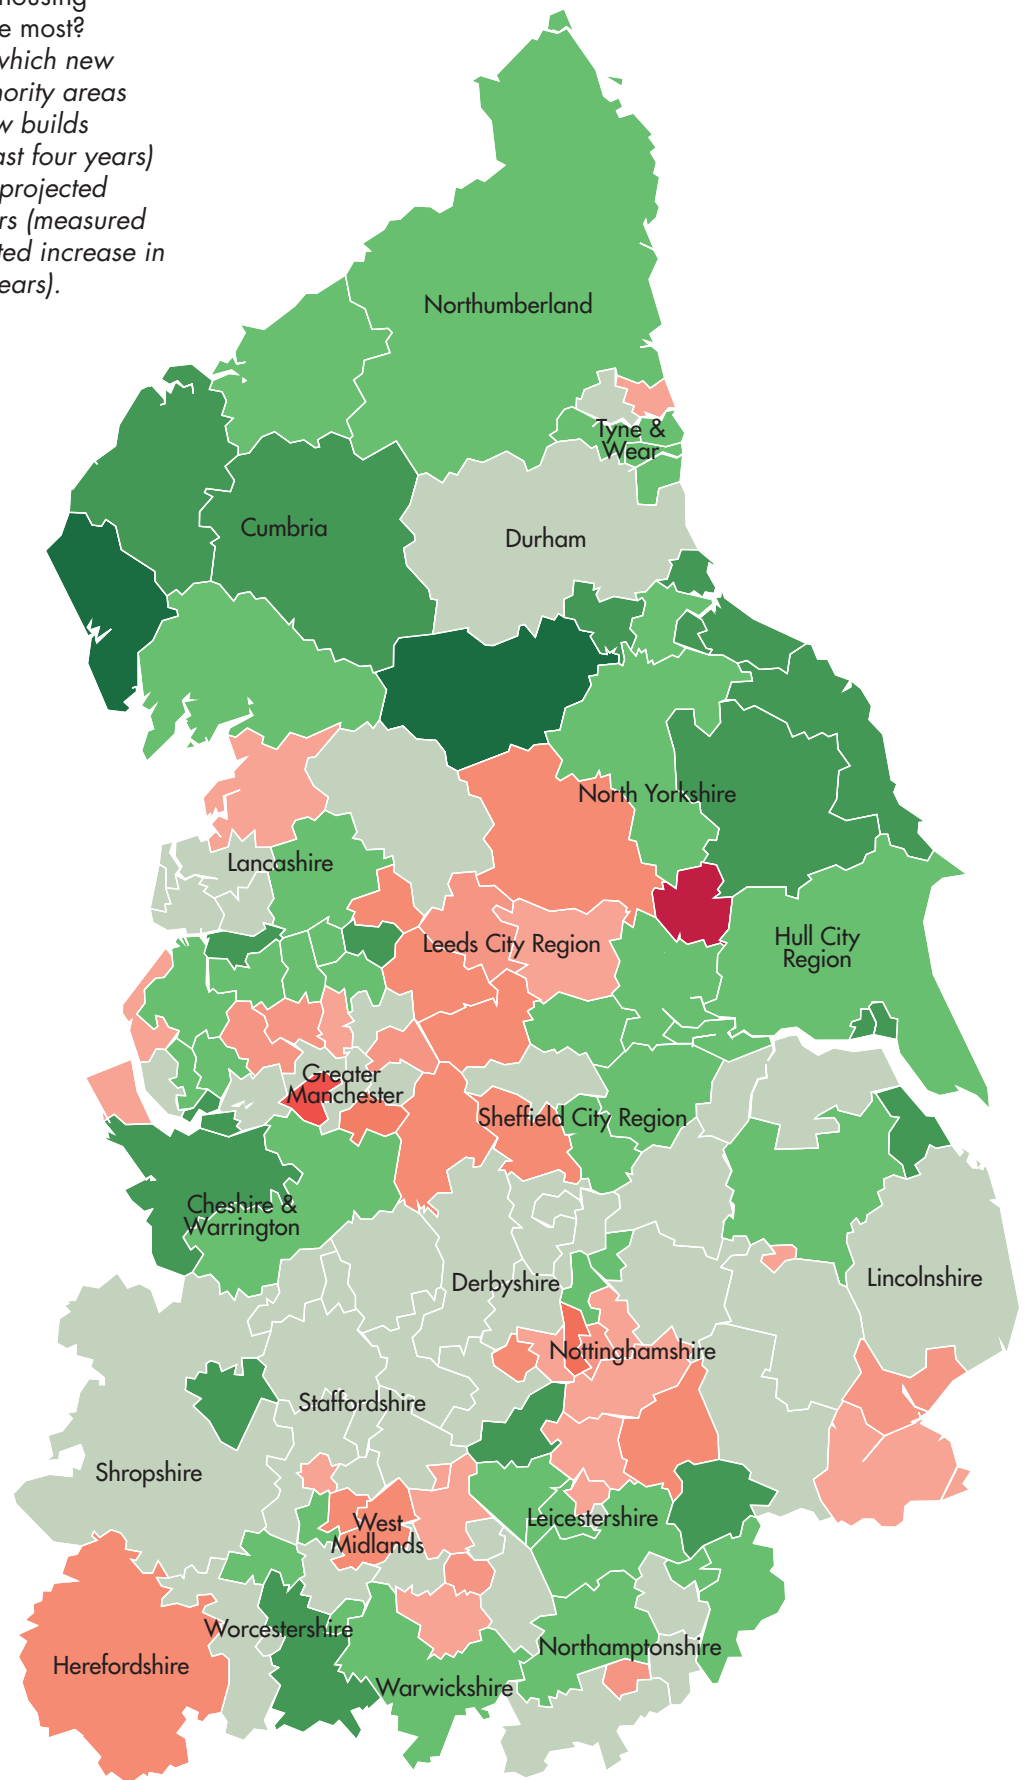 housing
e most?
which new
ority areas
w builds
ast four years)
projected
rs (measured
ted increase in
ears).
Northumberland
Tyne &
Wear
Cumbria
Durham
North Yorkshire
Lancashire
Leeds City Region
Hull City
Region
Greater
Manchester
Sheffield City Region
Cheshire &
Warrington
Derbyshire
Lincolnshire
Nottinghamshire
Staffordshire
Shropshire
West
Midlands
Leicestershire
Worcestershire
Northamptonshire
Herefordshire
Warwickshire